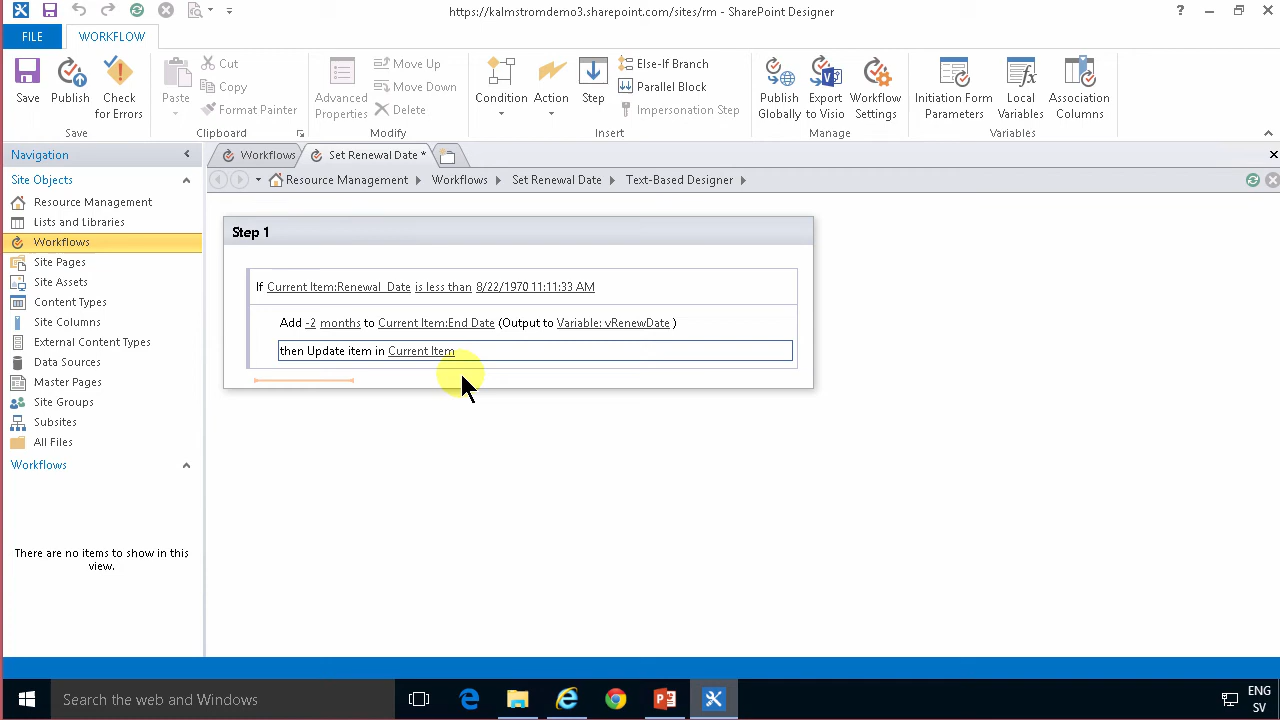 https://kalmstromdemo3.sharepoint.com/sites/rm - SharePoint Designer
?
FILE
WORKFLOW
Save
Publish
Check for Errors
Save
Paste
Cut
Copy
Format Painter
Clipboard
Advanced Properties
Move Up
Move Down
Delete
Modify
Condition
Action
Step
Else-If Branch
Parallel Block
Impersonation Step
Insert
Publish Globally
Export to Visio
Workflow Settings
Manage
Initiation Form Parameters
Local Variables
Association Columns
Variables
Navigation
Workflows
Set Renewal Date *
Site Objects
Resource Management
Workflows
Set Renewal Date
Text-Based Designer
Resource Management
Lists and Libraries
Workflows
Site Pages
Site Assets
Content Types
Site Columns
External Content Types
Data Sources
Master Pages
Site Groups
Subsites
All Files
Workflows
There are no items to show in this
view.
Step 1
If Current Item:Renewal_Date is less than 8/22/1970 11:11:33 AM
Add -2 months to Current Item:End Date (Output to Variable: vRenewDate )
then Update item in Current Item
Search the web and Windows
ENG
SV